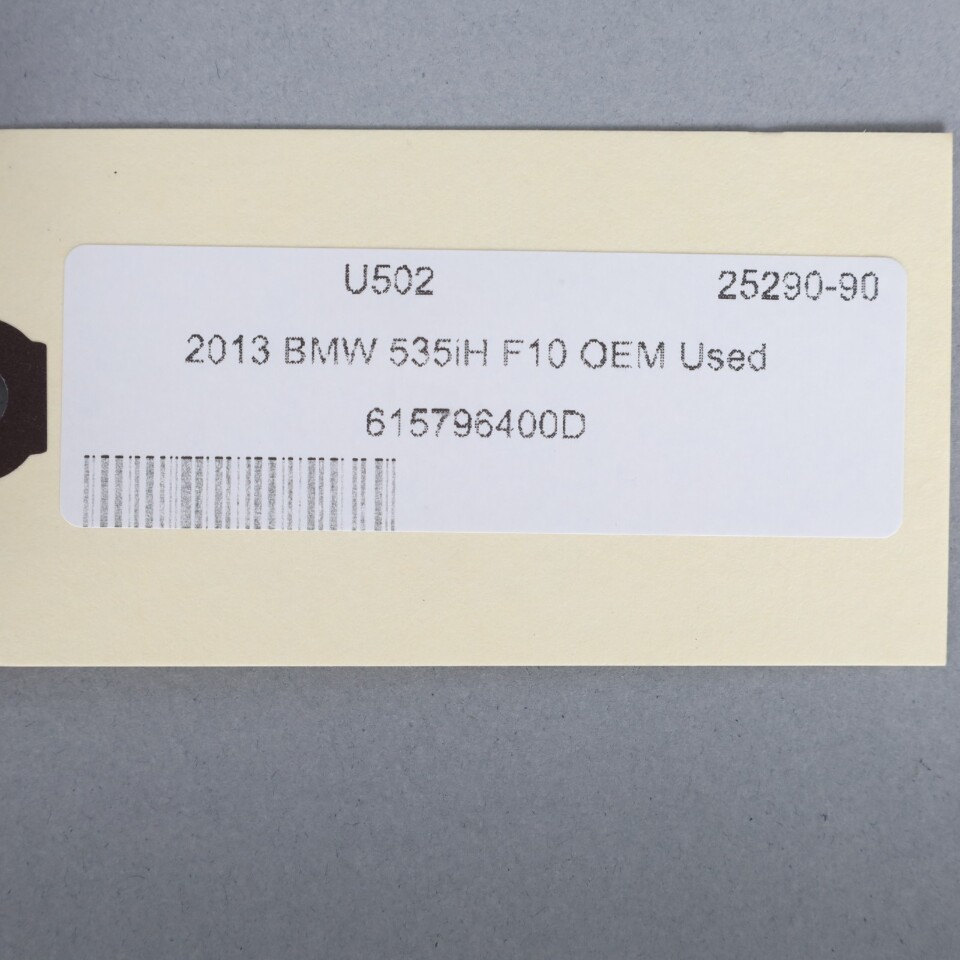 U502 25290-90
2013 BMW 535iH F10 OEM Used
615796400D